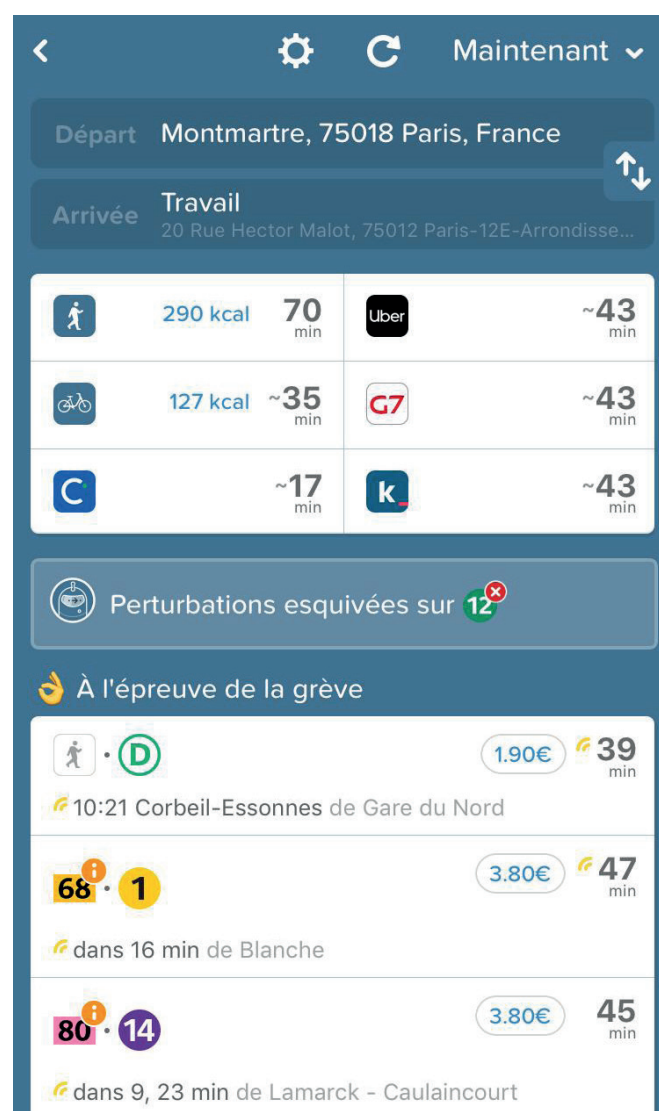 Maintenant
Départ Montmartre, 75018 Paris, France
Travail
Arrivée 20 Rue Hector Malot, 75012 Paris-12E-Arrondisse...
290 kcal 70 min
Uber ~43 min
127 kcal ~35 min
G7 ~43 min
C ~17 min
k_ ~43 min
Perturbations esquivées sur 12
👌 À l'épreuve de la grève
D 1.90€ 39 min
10:21 Corbeil-Essonnes de Gare du Nord
68 1 3.80€ 47 min
dans 16 min de Blanche
80 14 3.80€ 45 min
dans 9, 23 min de Lamarck - Caulaincourt